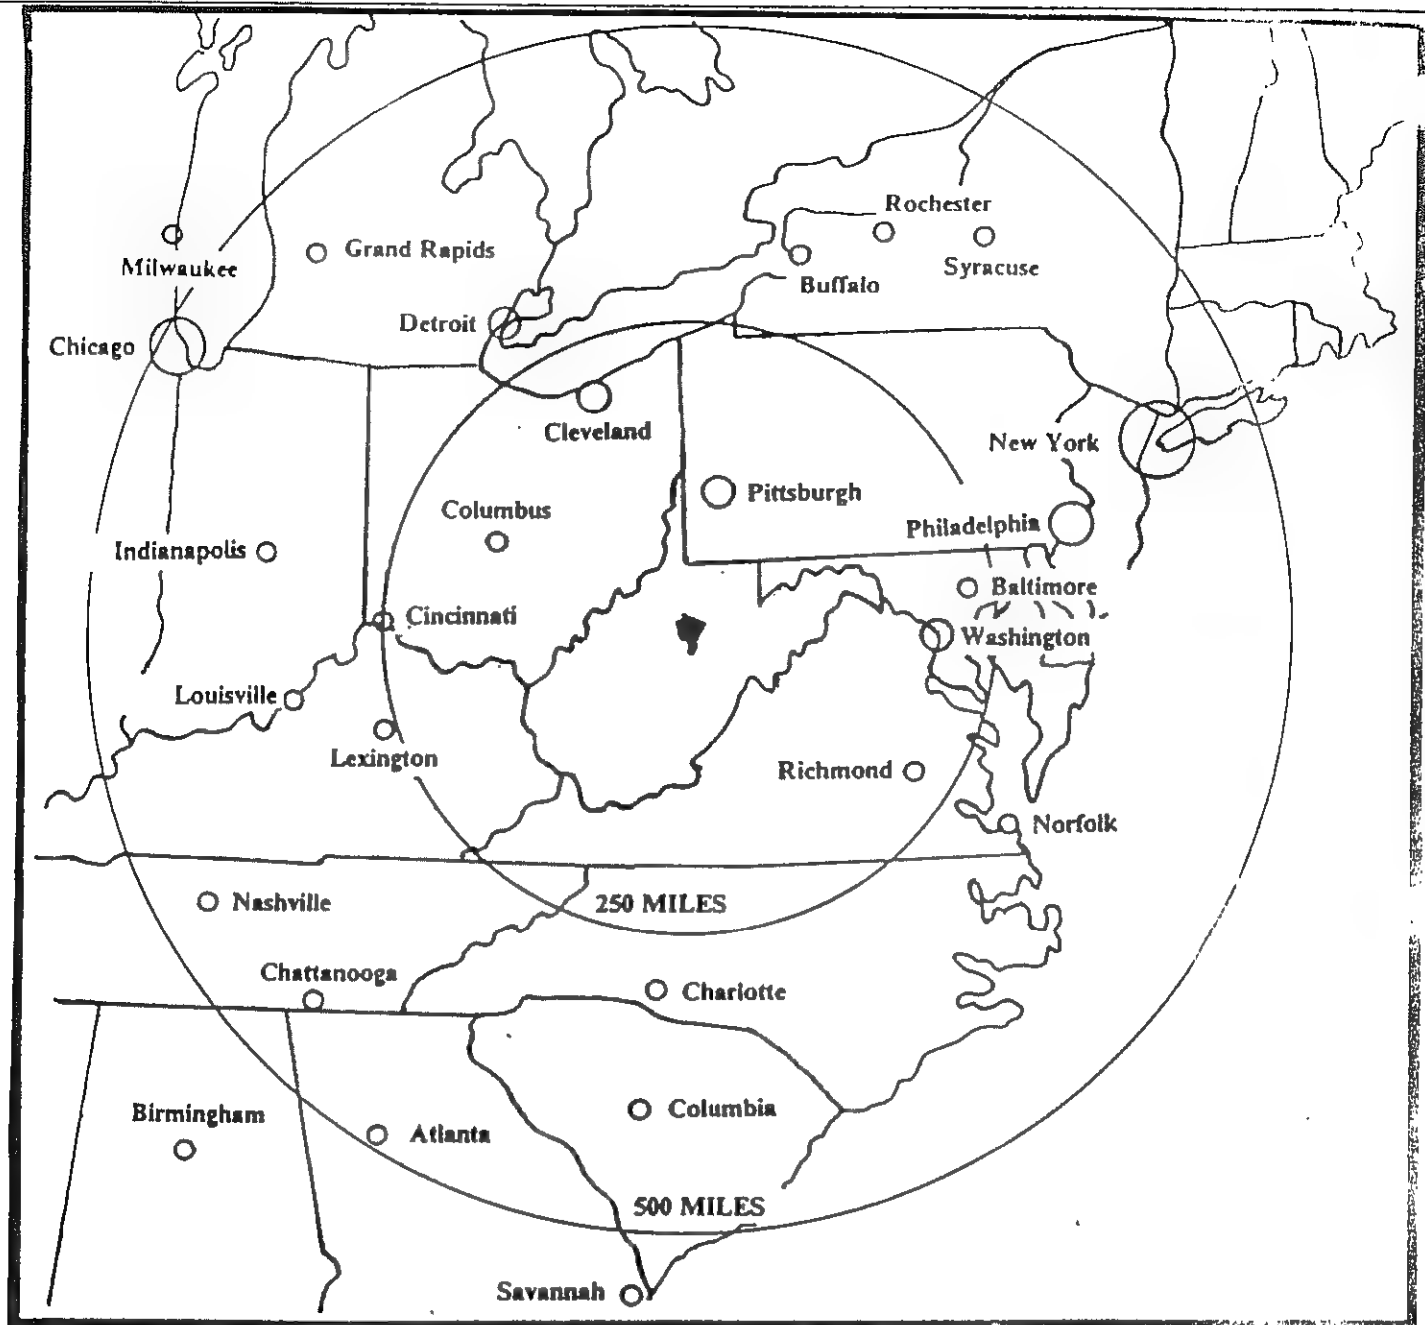 Rochester
Grand Rapids
Milwaukee
Syracuse
Buffalo
Detroit
Chicago
Cleveland
New York
Pittsburgh
Columbus
Philadelphia
Indianapolis
Baltimore
Cincinnati
Washington
Louisville
Lexington
Richmond
Norfolk
Nashville
250 MILES
Chattanooga
Charlotte
Birmingham
Columbia
Atlanta
500 MILES
Savannah